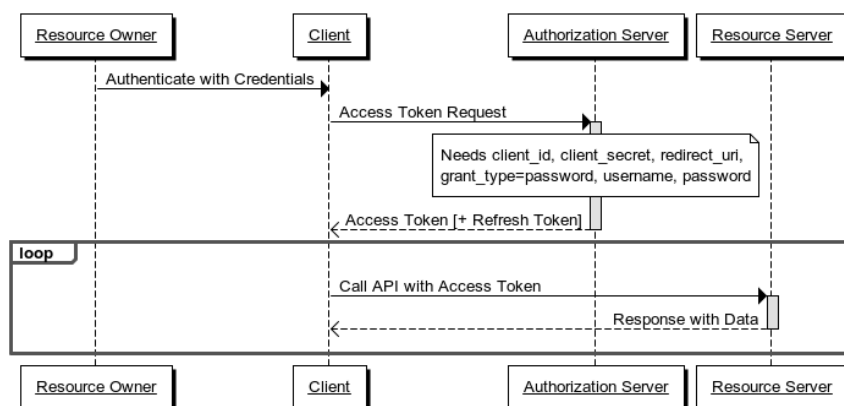 Resource Owner
Client
Authorization Server
Resource Server
Authenticate with Credentials
Access Token Request
Needs client_id, client_secret, redirect_uri,
grant_type=password, username, password
Access Token [+ Refresh Token]
loop
Call API with Access Token
Response with Data
Resource Owner
Client
Authorization Server
Resource Server